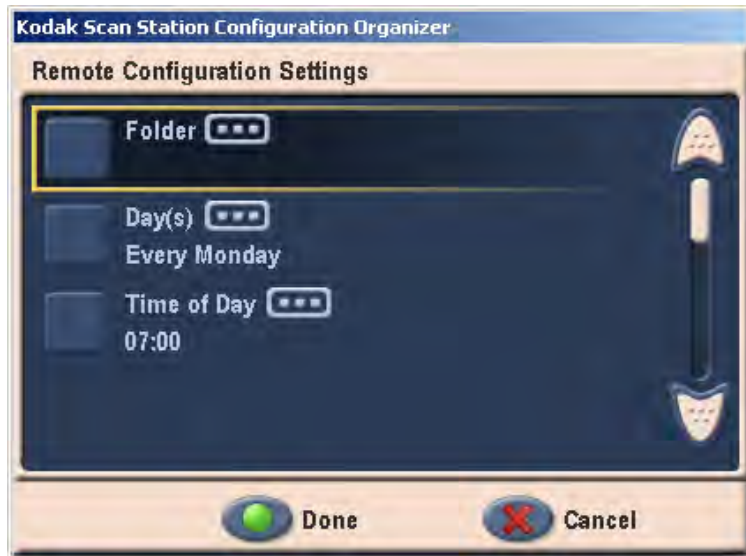 Kodak Scan Station Configuration Organizer
Remote Configuration Settings
Folder
Day(s)
Every Monday
Time of Day
07:00
Done
Cancel